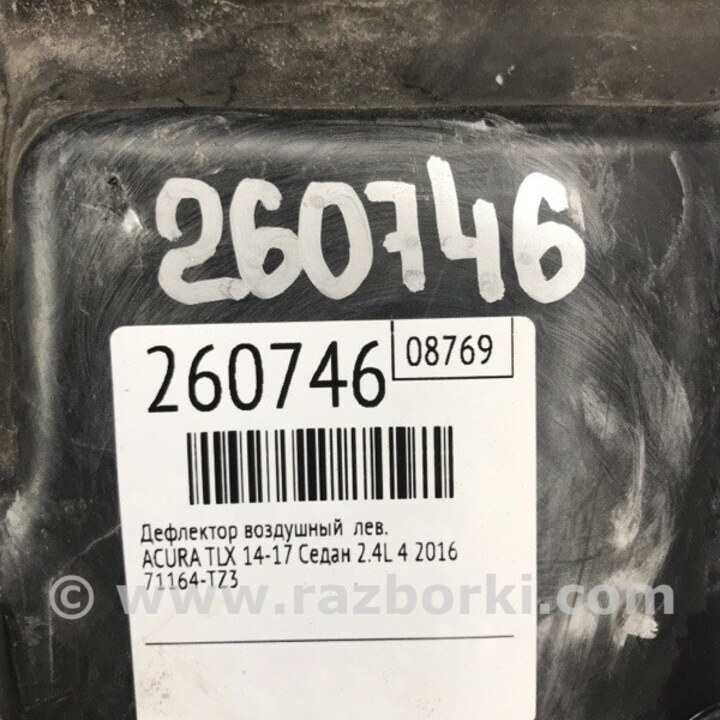 260746
260746 08769
Дефлектор воздушный лев.
ACURA TLX 14-17 Седан 2.4L 4 2016
71164-TZ3
© www.razborki.com